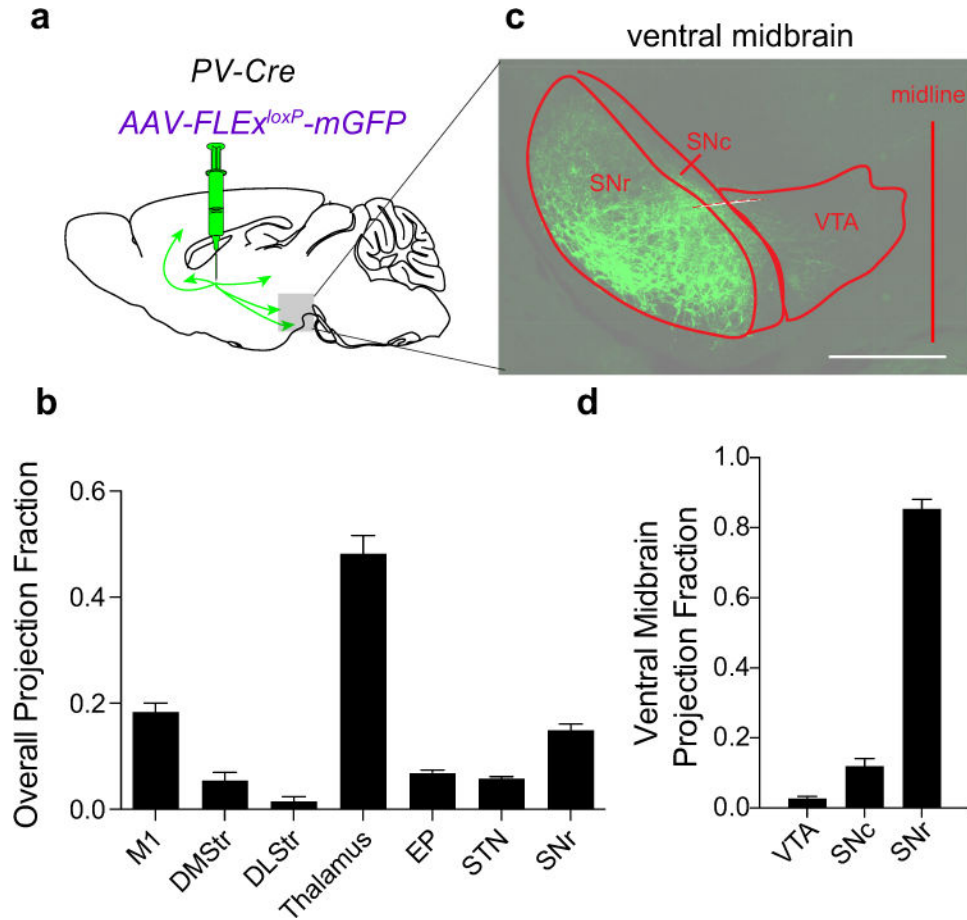 a
PV-Cre
AAV-FLEx^loxP-mGFP
c
ventral midbrain
midline
SNc
SNr
VTA
b
Overall Projection Fraction
0.6
0.4
0.2
0.0
M1
DMStr
DLStr
Thalamus
EP
STN
SNr
d
Ventral Midbrain
Projection Fraction
1.0
0.8
0.6
0.4
0.2
0.0
VTA
SNc
SNr